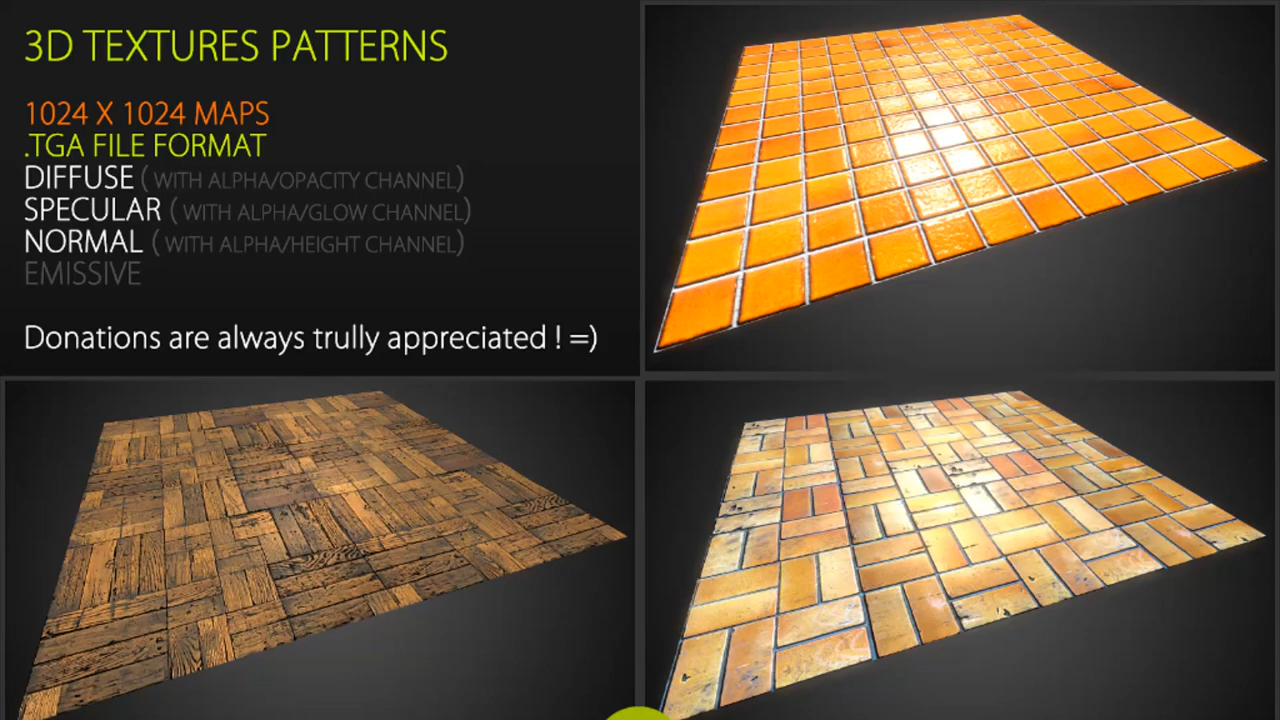 3D TEXTURES PATTERNS
1024 X 1024 MAPS
.TGA FILE FORMAT
DIFFUSE ( WITH ALPHA/OPACITY CHANNEL)
SPECULAR ( WITH ALPHA/GLOW CHANNEL)
NORMAL ( WITH ALPHA/HEIGHT CHANNEL)
EMISSIVE
Donations are always trully appreciated ! =)